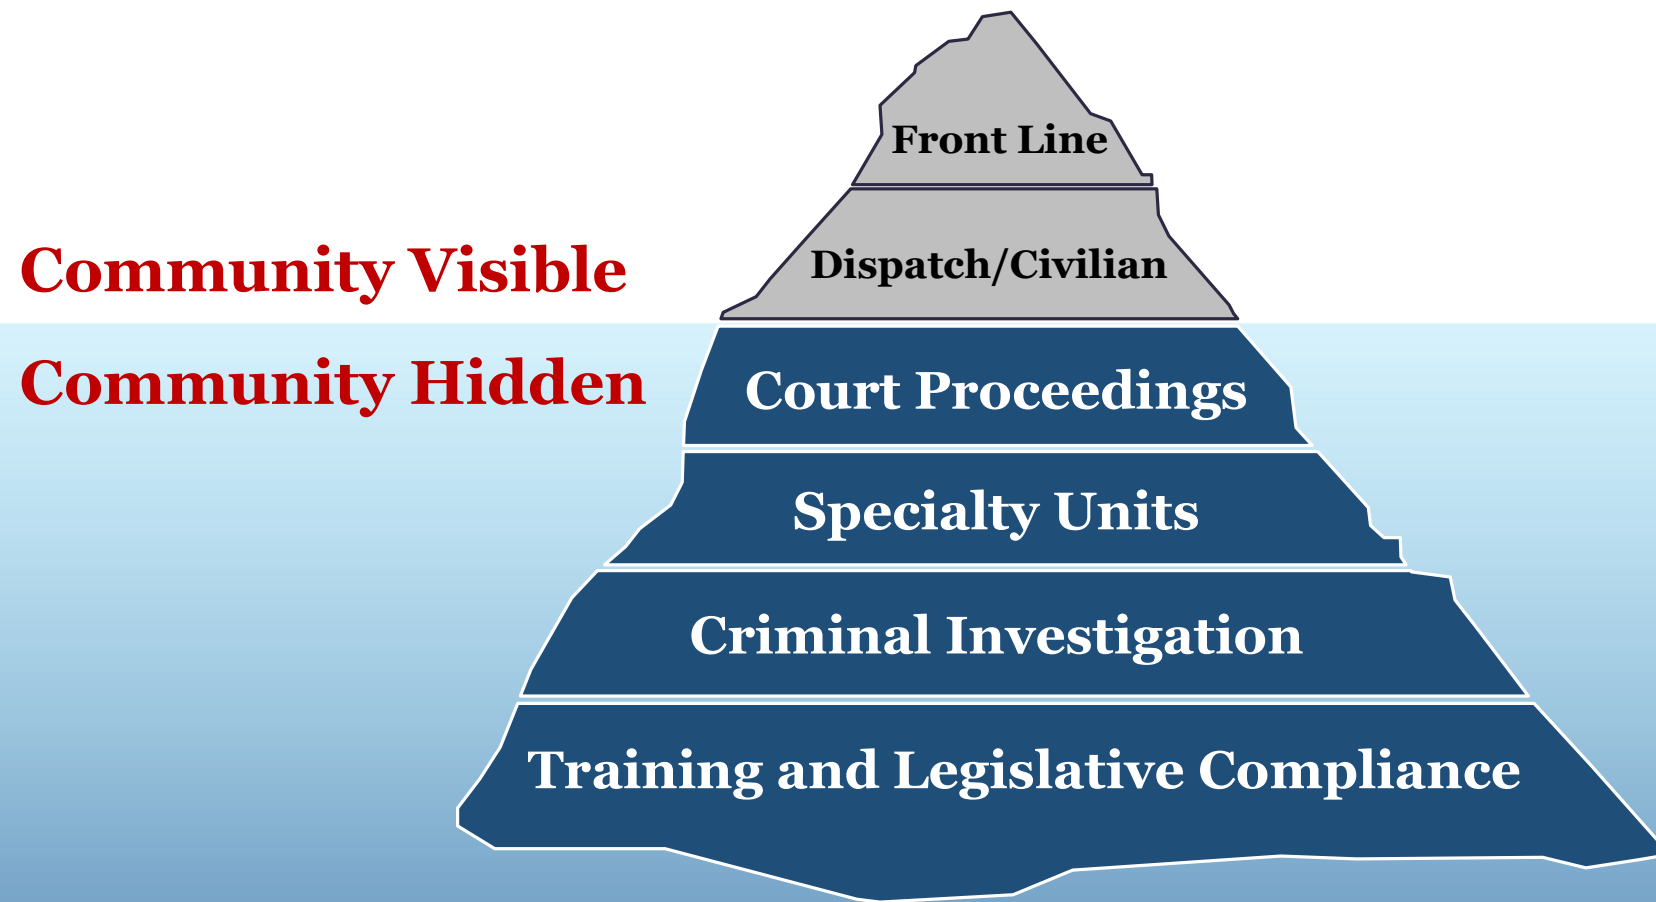 Front Line
Dispatch/Civilian
Community Visible
Community Hidden
Court Proceedings
Specialty Units
Criminal Investigation
Training and Legislative Compliance